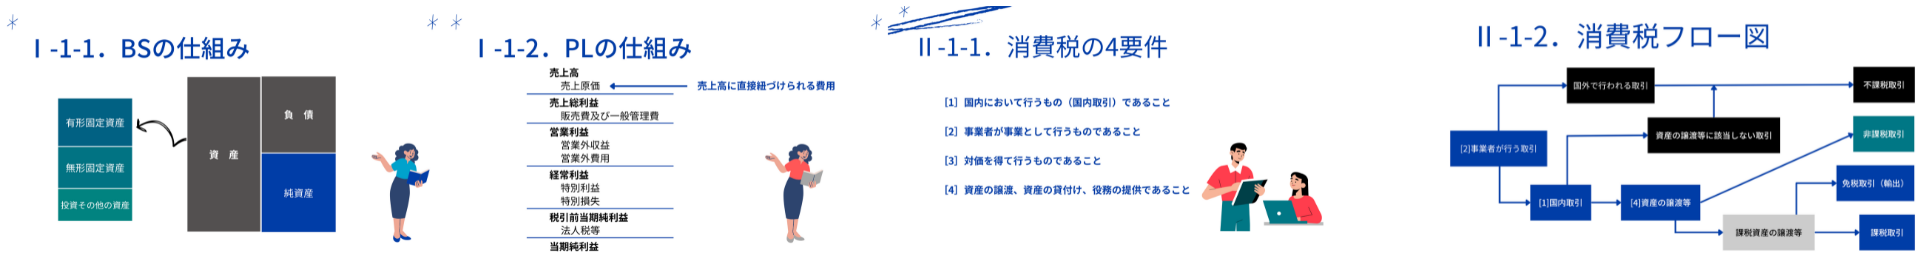 Ⅰ-1-1．BSの仕組み
有形固定資産
無形固定資産
投資その他の資産
資　産
負　債
純資産
Ⅰ-1-2．PLの仕組み
売上高
売上原価
売上高に直接紐づけられる費用
売上総利益
販売費及び一般管理費
営業利益
営業外収益
営業外費用
経常利益
特別利益
特別損失
税引前当期純利益
法人税等
当期純利益
Ⅱ-1-1．消費税の4要件
[1] 国内において行うもの（国内取引）であること
[2] 事業者が事業として行うものであること
[3] 対価を得て行うものであること
[4] 資産の譲渡、資産の貸付け、役務の提供であること
Ⅱ-1-2．消費税フロー図
国外で行われる取引
不課税取引
資産の譲渡等に該当しない取引
非課税取引
[2]事業者が行う取引
免税取引（輸出）
[1]国内取引
[4]資産の譲渡等
課税資産の譲渡等
課税取引